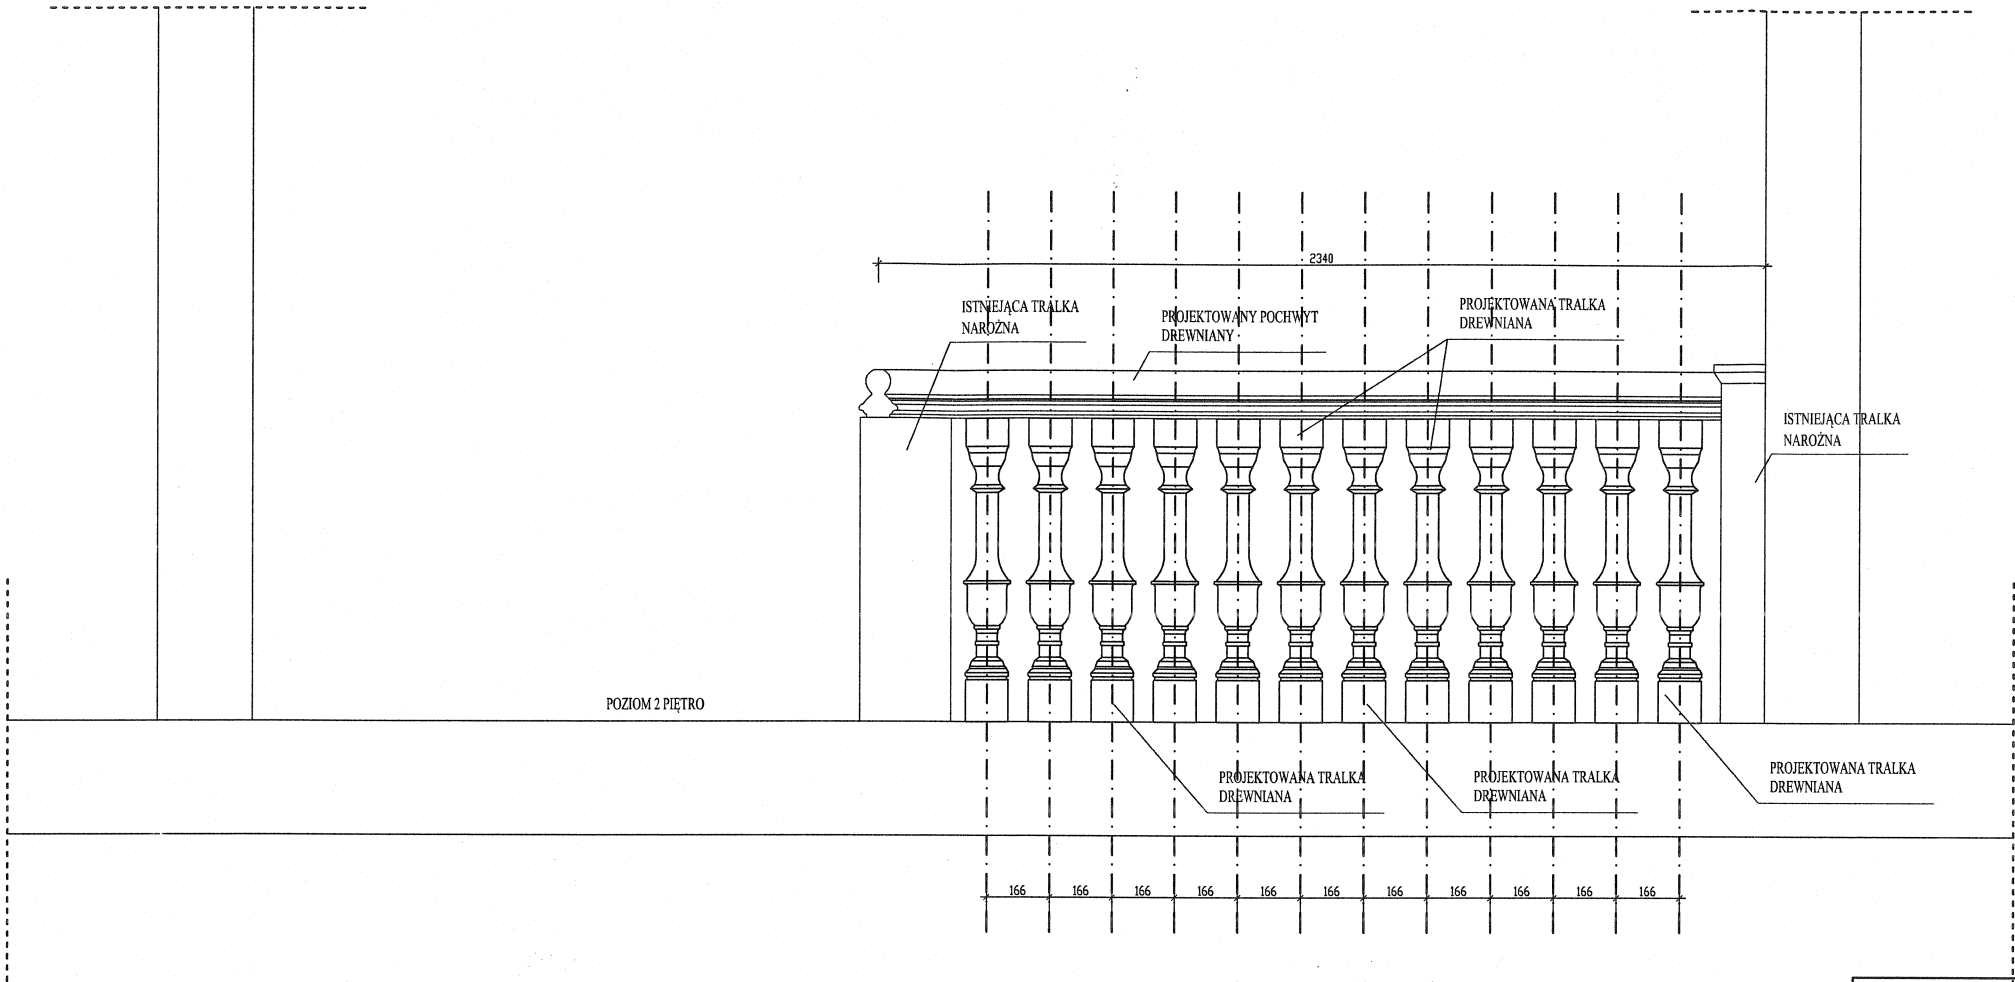 2340
ISTNIEJĄCA TRALKA
NAROŻNA
PROJEKTOWANY POCHWYT
DREWNIANY
PROJEKTOWANA TRALKA
DREWNIANA
ISTNIEJĄCA TRALKA
NAROŻNA
POZIOM 2 PIĘTRO
PROJEKTOWANA TRALKA
DREWNIANA
PROJEKTOWANA TRALKA
DREWNIANA
PROJEKTOWANA TRALKA
DREWNIANA
166 166 166 166 166 166 166 166 166 166 166